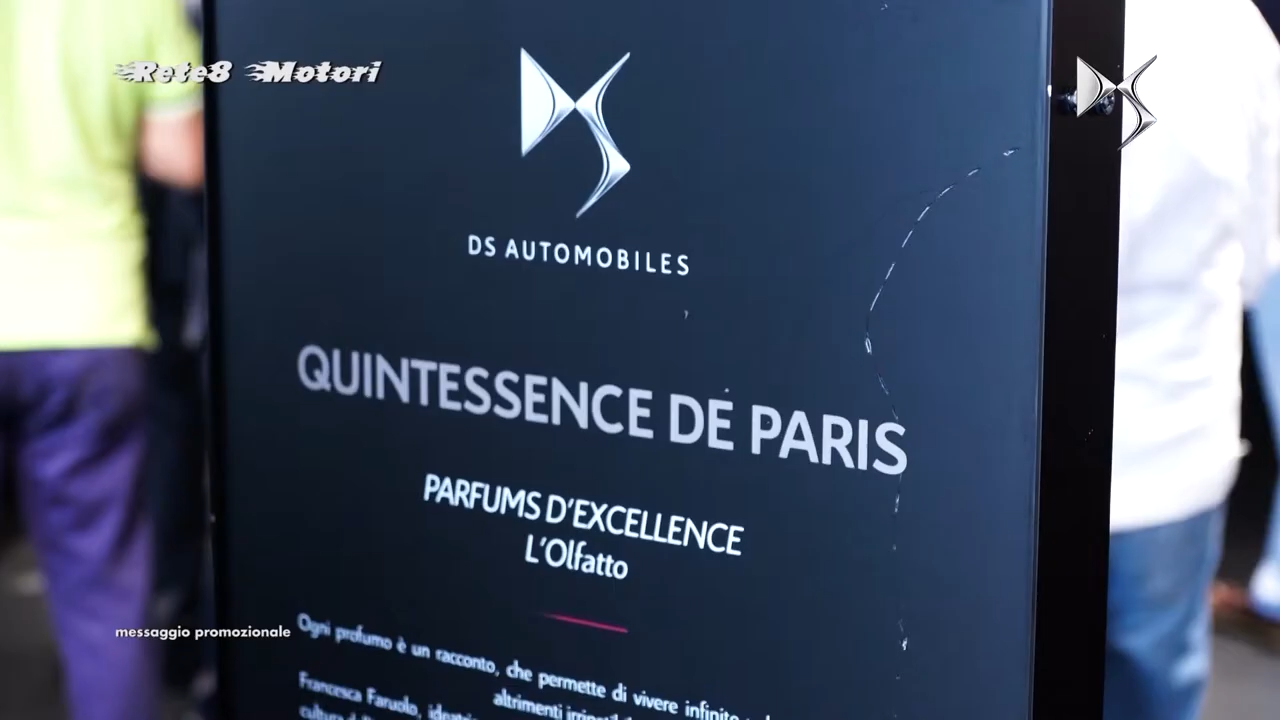 Rete8 Motori
DS AUTOMOBILES
QUINTESSENCE DE PARIS
PARFUMS D'EXCELLENCE
L'Olfatto
messaggio promozionale
Ogni profumo è un racconto, che permette di vivere infinite
altrimenti
Francesca Faruolo,